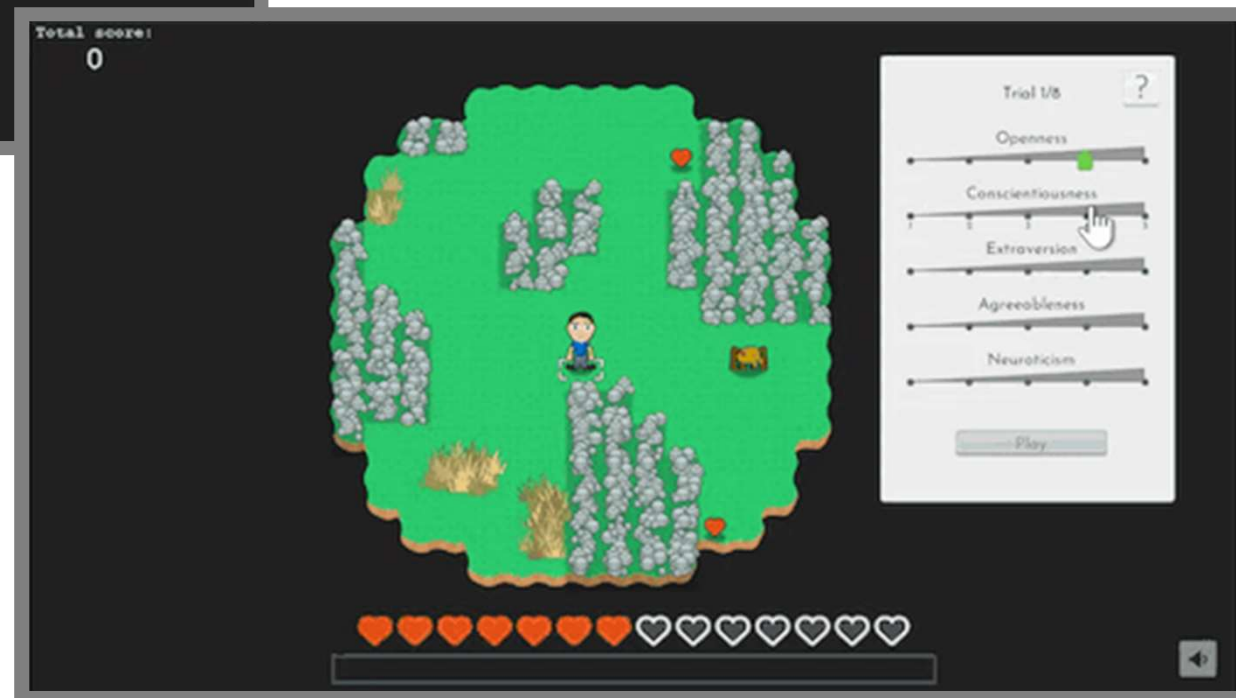 Total score:
0
Trial 1/8
?
Openness
Conscientiousness
Extraversion
Agreeableness
Neuroticism
Play